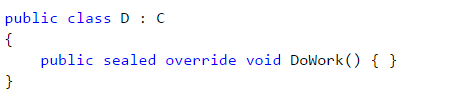 public class D : C
{
    public sealed override void DoWork() { }
}